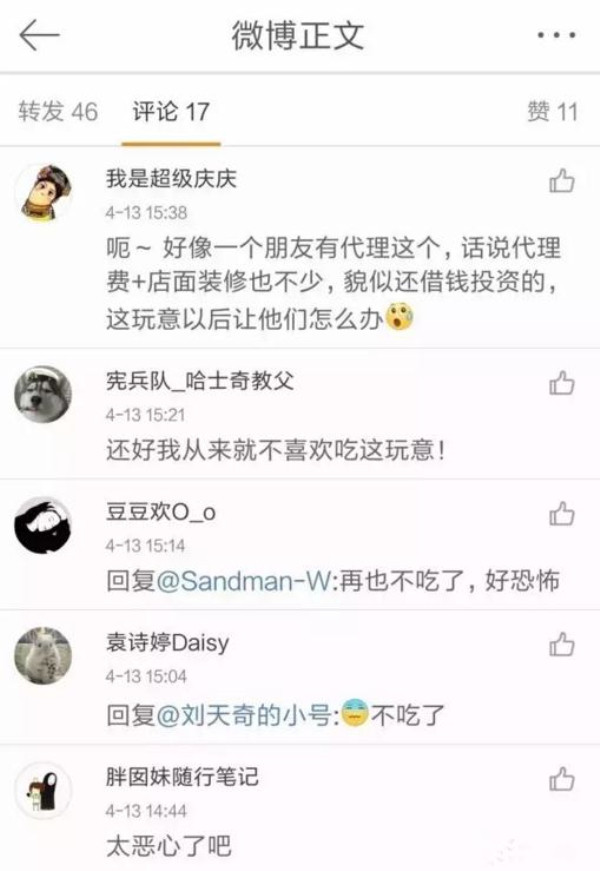 微博正文
转发 46 评论 17 赞 11
我是超级庆庆
4-13 15:38
呃~ 好像一个朋友有代理这个，话说代理
费+店面装修也不少，貌似还借钱投资的，
这玩意以后让他们怎么办
宪兵队_哈士奇教父
4-13 15:21
还好我从来就不喜欢吃这玩意！
豆豆欢O_o
4-13 15:14
回复@Sandman-W:再也不吃了，好恐怖
袁诗婷Daisy
4-13 15:04
回复@刘天奇的小号:不吃了
胖囡妹随行笔记
4-13 14:44
太恶心了吧